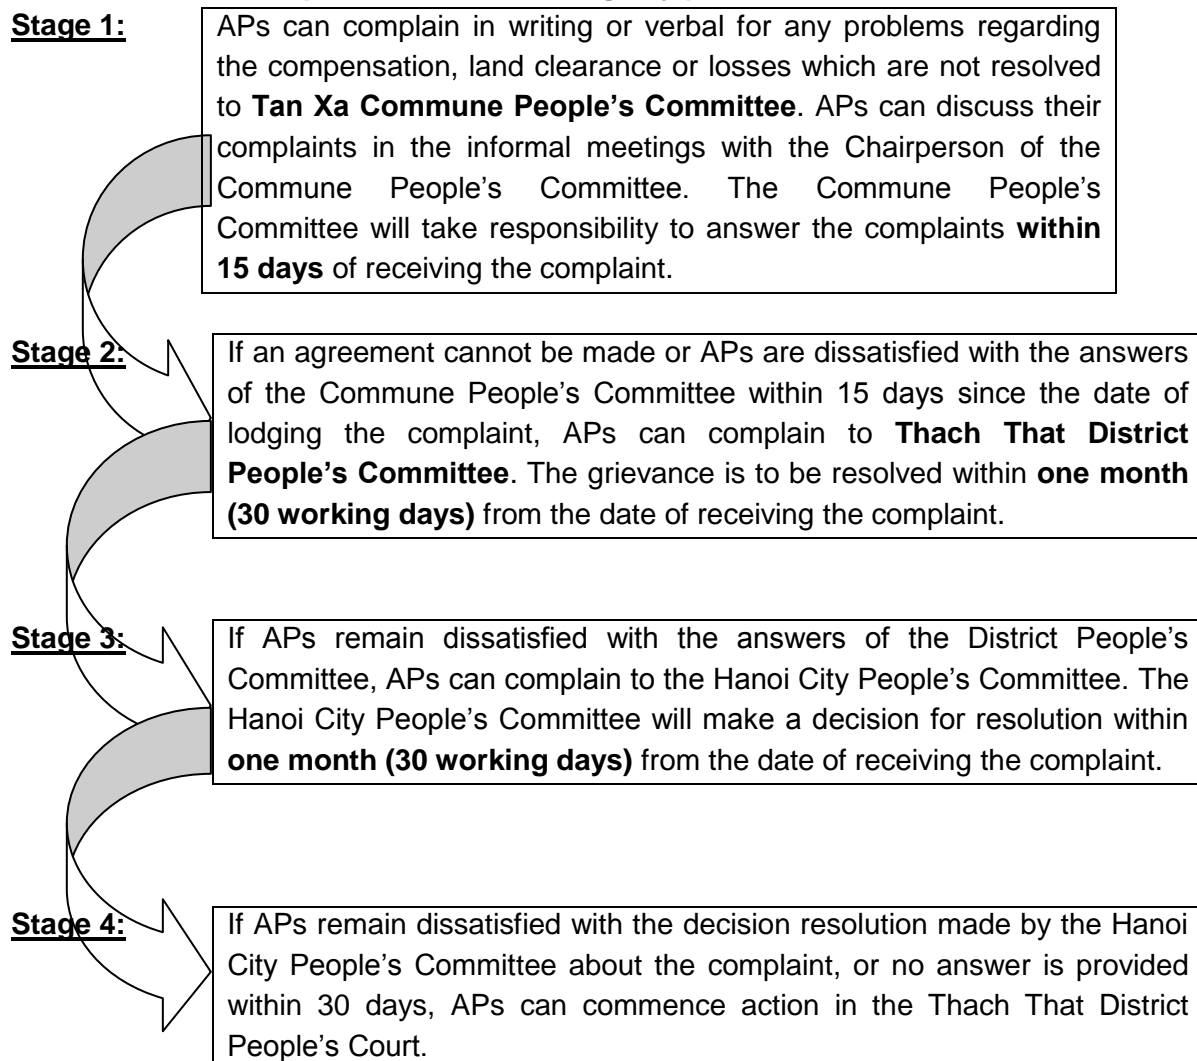 Stage 1:
APs can complain in writing or verbal for any problems regarding
the compensation, land clearance or losses which are not resolved
to Tan Xa Commune People's Committee. APs can discuss their
complaints in the informal meetings with the Chairperson of the
Commune People's Committee. The Commune People's
Committee will take responsibility to answer the complaints within
15 days of receiving the complaint.
Stage 2:
If an agreement cannot be made or APs are dissatisfied with the answers
of the Commune People's Committee within 15 days since the date of
lodging the complaint, APs can complain to Thach That District
People's Committee. The grievance is to be resolved within one month
(30 working days) from the date of receiving the complaint.
Stage 3:
If APs remain dissatisfied with the answers of the District People's
Committee, APs can complain to the Hanoi City People's Committee. The
Hanoi City People's Committee will make a decision for resolution within
one month (30 working days) from the date of receiving the complaint.
Stage 4:
If APs remain dissatisfied with the decision resolution made by the Hanoi
City People's Committee about the complaint, or no answer is provided
within 30 days, APs can commence action in the Thach That District
People's Court.